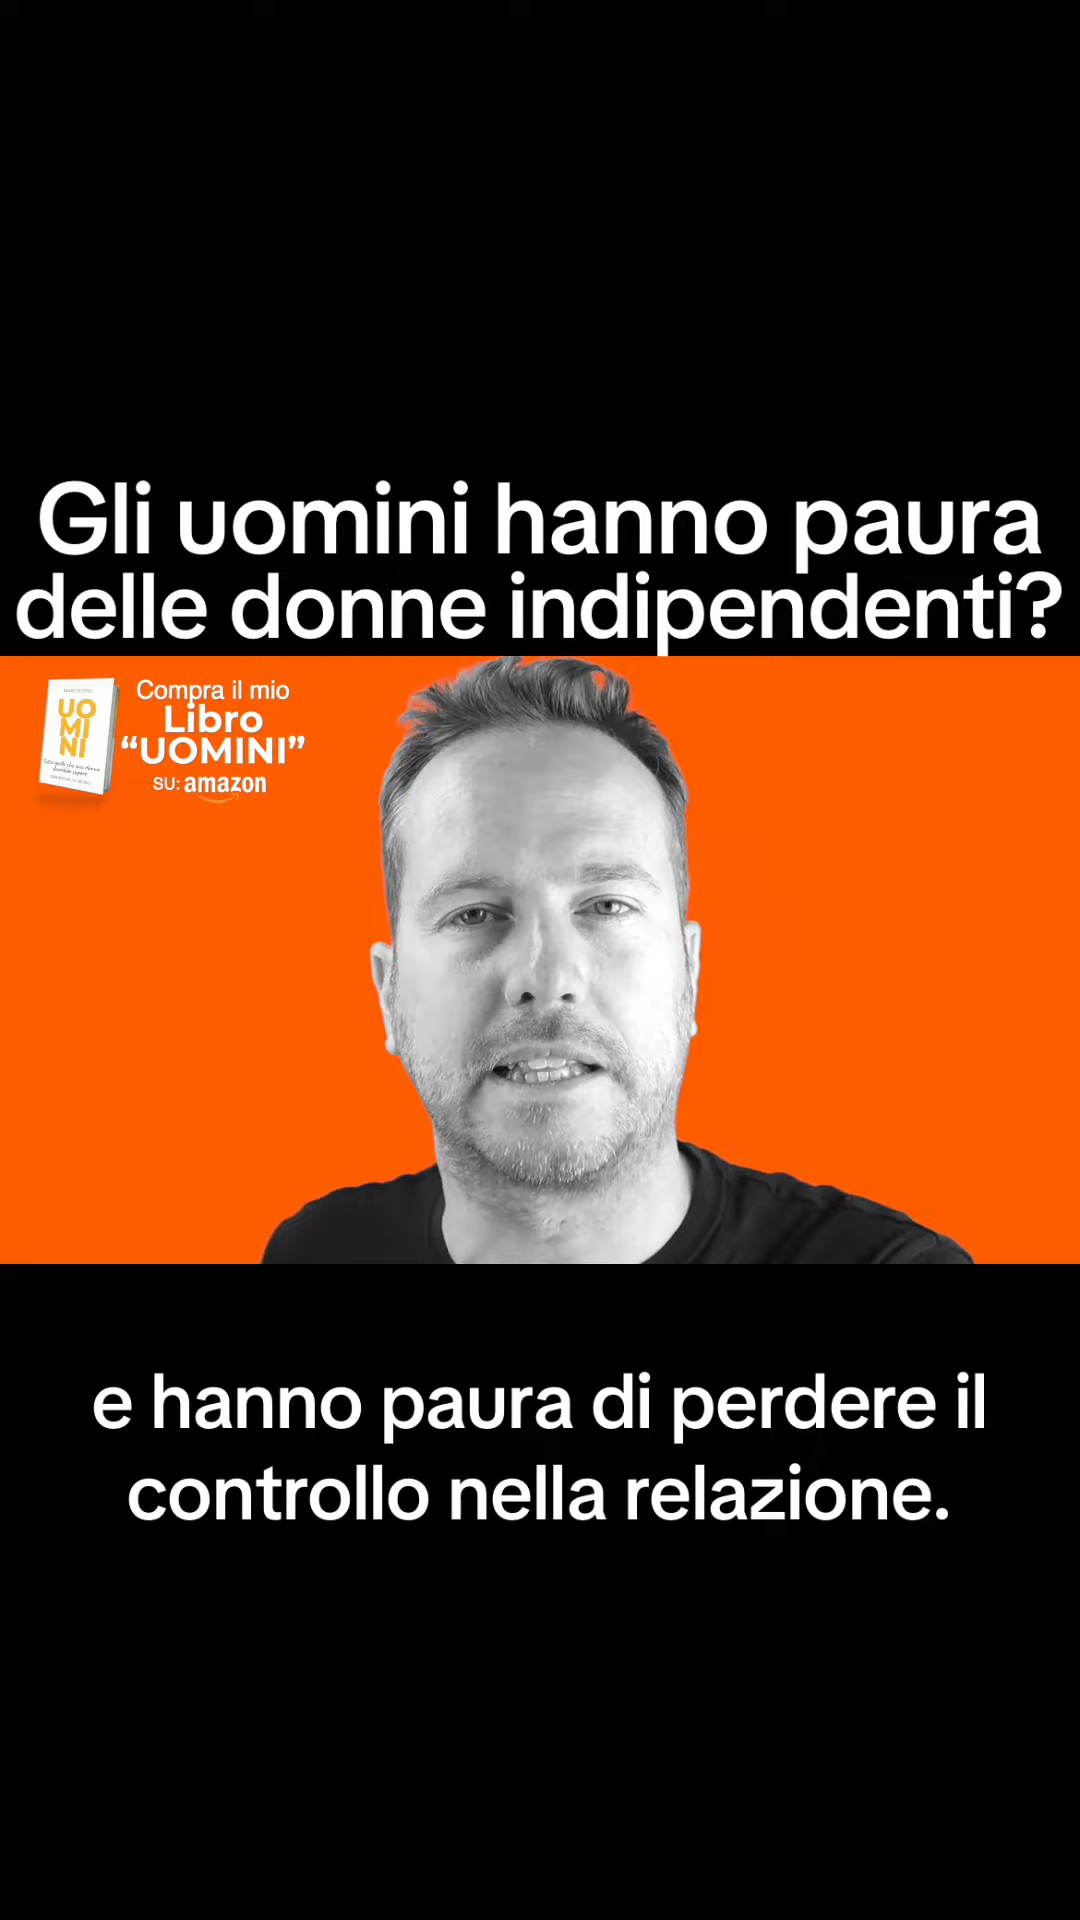 Gli uomini hanno paura
delle donne indipendenti?
UO
MI
NI
Compra il mio
Libro
“UOMINI”
SU: amazon
e hanno paura di perdere il
controllo nella relazione.